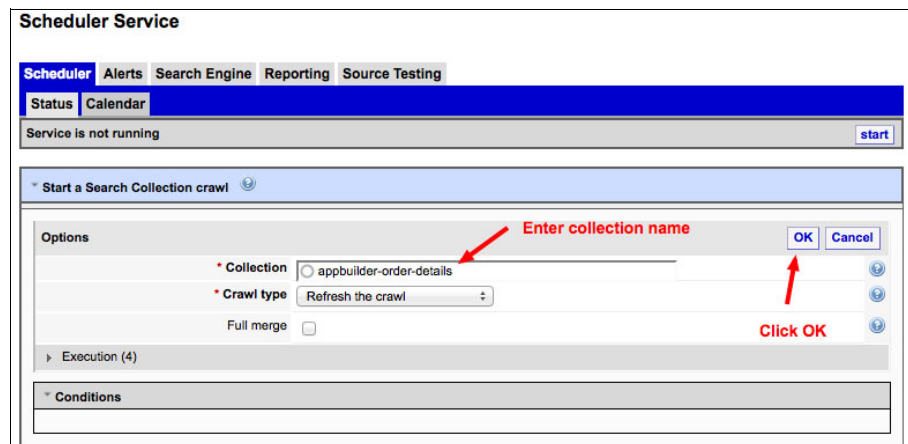 Scheduler Service
Scheduler Alerts Search Engine Reporting Source Testing
Status Calendar
Service is not running start
Start a Search Collection crawl
Enter collection name
Options OK Cancel
* Collection appbuilder-order-details
* Crawl type Refresh the crawl
Full merge Click OK
Execution (4)
Conditions